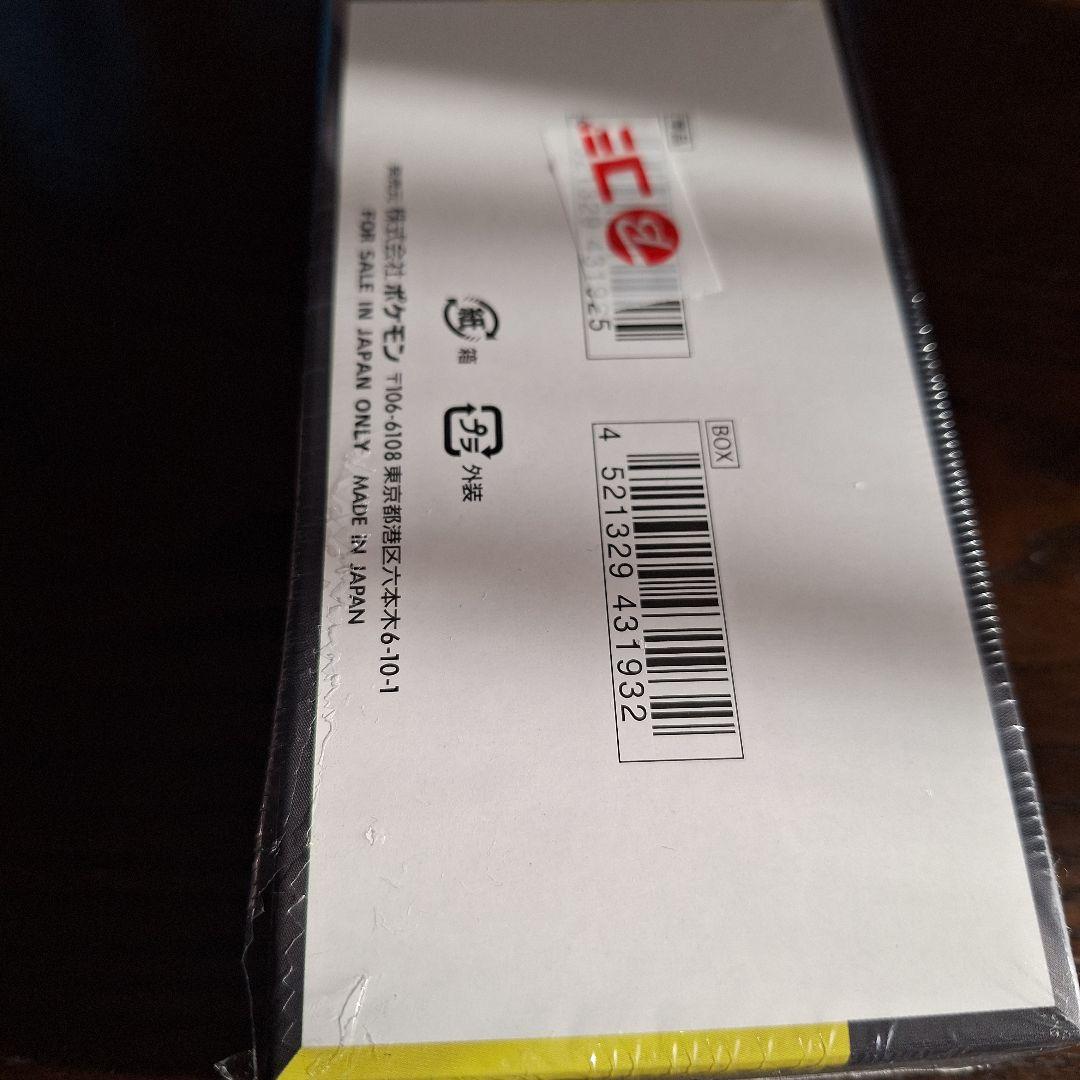 BOX
4 521329 431932
431925
紙
箱
プラ
外装
発売元 株式会社ポケモン 〒106-6108 東京都港区六本木6-10-1
FOR SALE IN JAPAN ONLY / MADE IN JAPAN